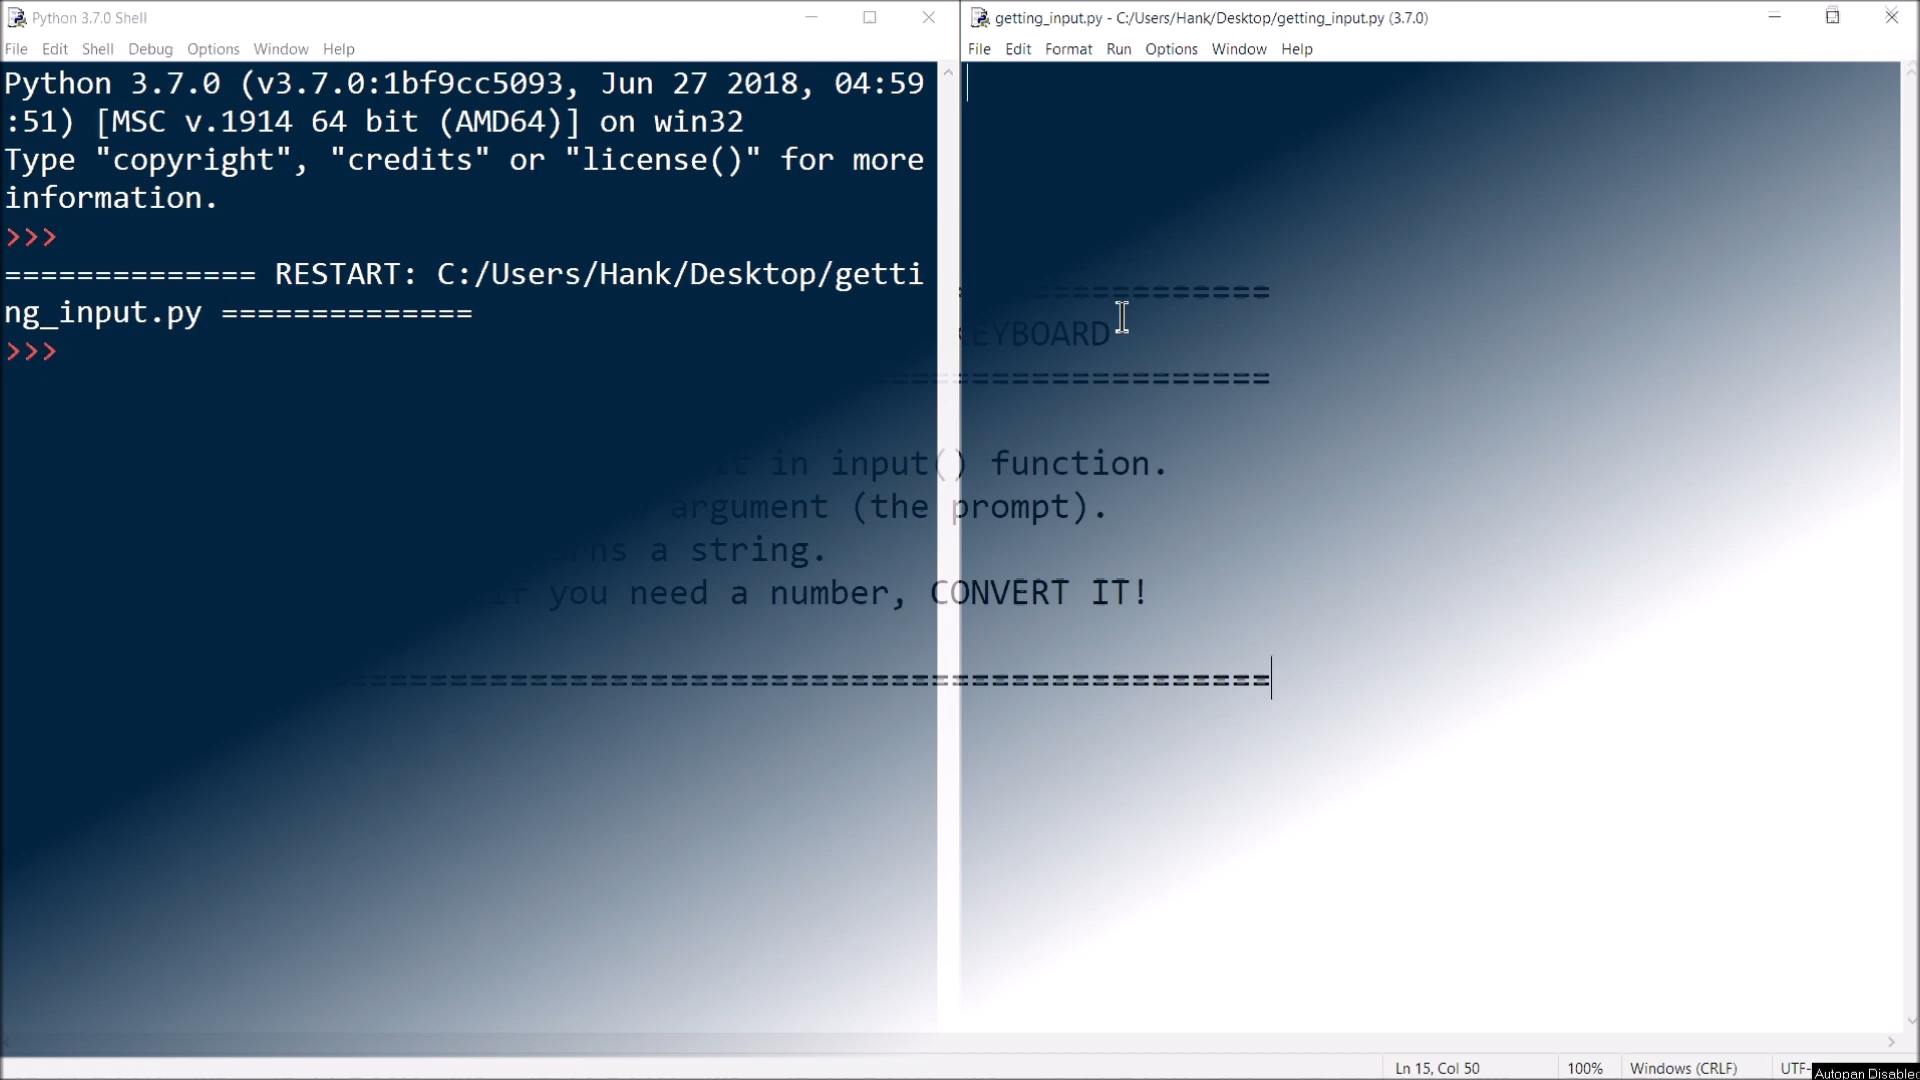 Python 3.7.0 Shell
File Edit Shell Debug Options Window Help
Python 3.7.0 (v3.7.0:1bf9cc5093, Jun 27 2018, 04:59
:51) [MSC v.1914 64 bit (AMD64)] on win32
Type "copyright", "credits" or "license()" for more
information.
>>>
============== RESTART: C:/Users/Hank/Desktop/getti
ng_input.py ==============
>>>
getting_input.py - C:/Users/Hank/Desktop/getting_input.py (3.7.0)
File Edit Format Run Options Window Help
KEYBOARD
in input() function.
argument (the prompt).
a string.
if you need a number, CONVERT IT!
Ln 15, Col 50
100%
Windows (CRLF)
UTF-
Autopan Disabled